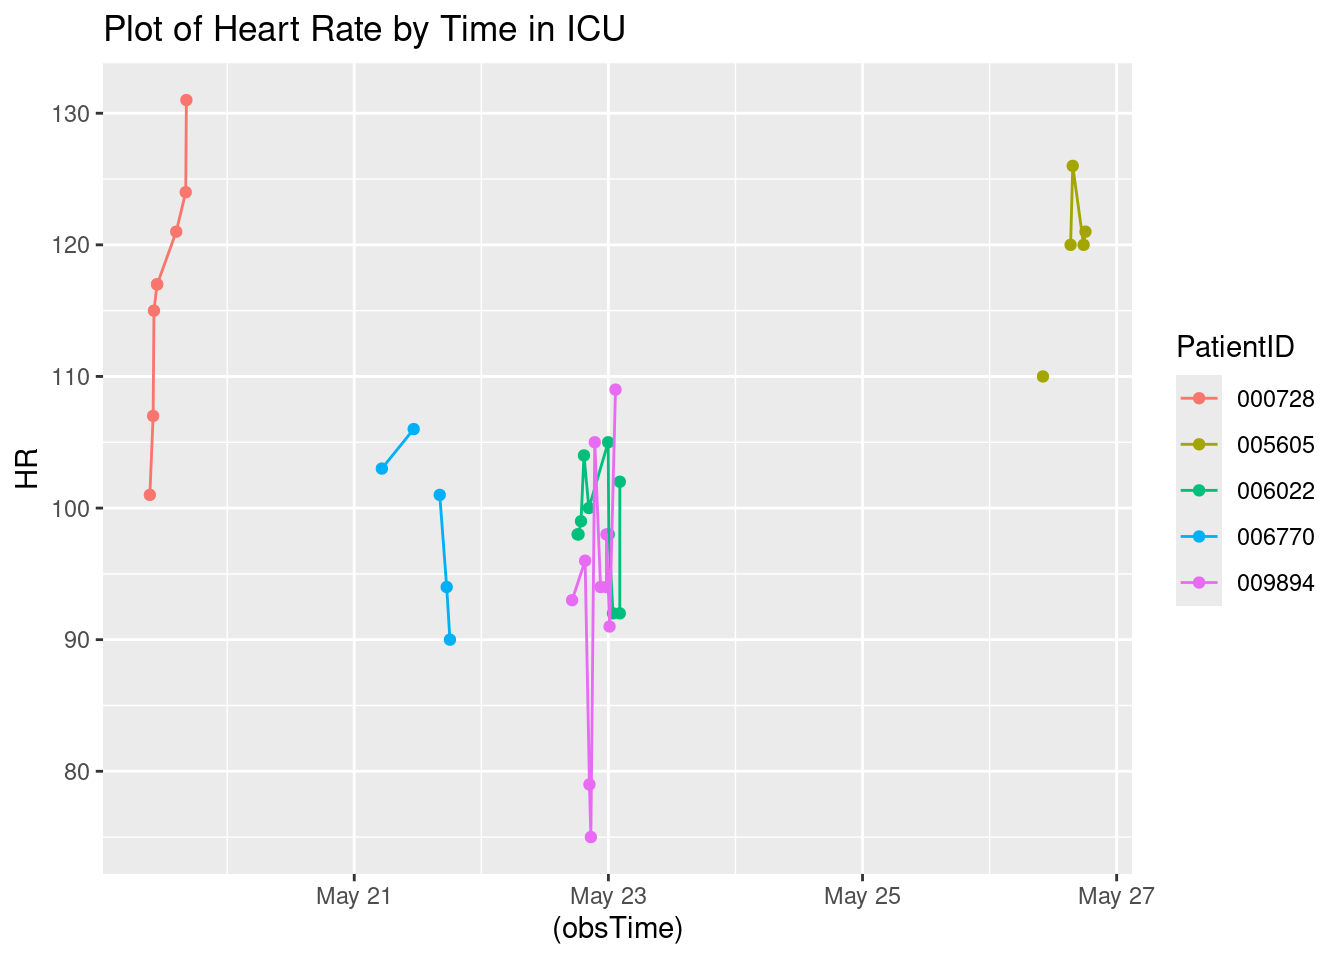 Plot of Heart Rate by Time in ICU
HR
130
120
110
100
90
80
May 21
May 23
May 25
May 27
(obsTime)
PatientID
000728
005605
006022
006770
009894